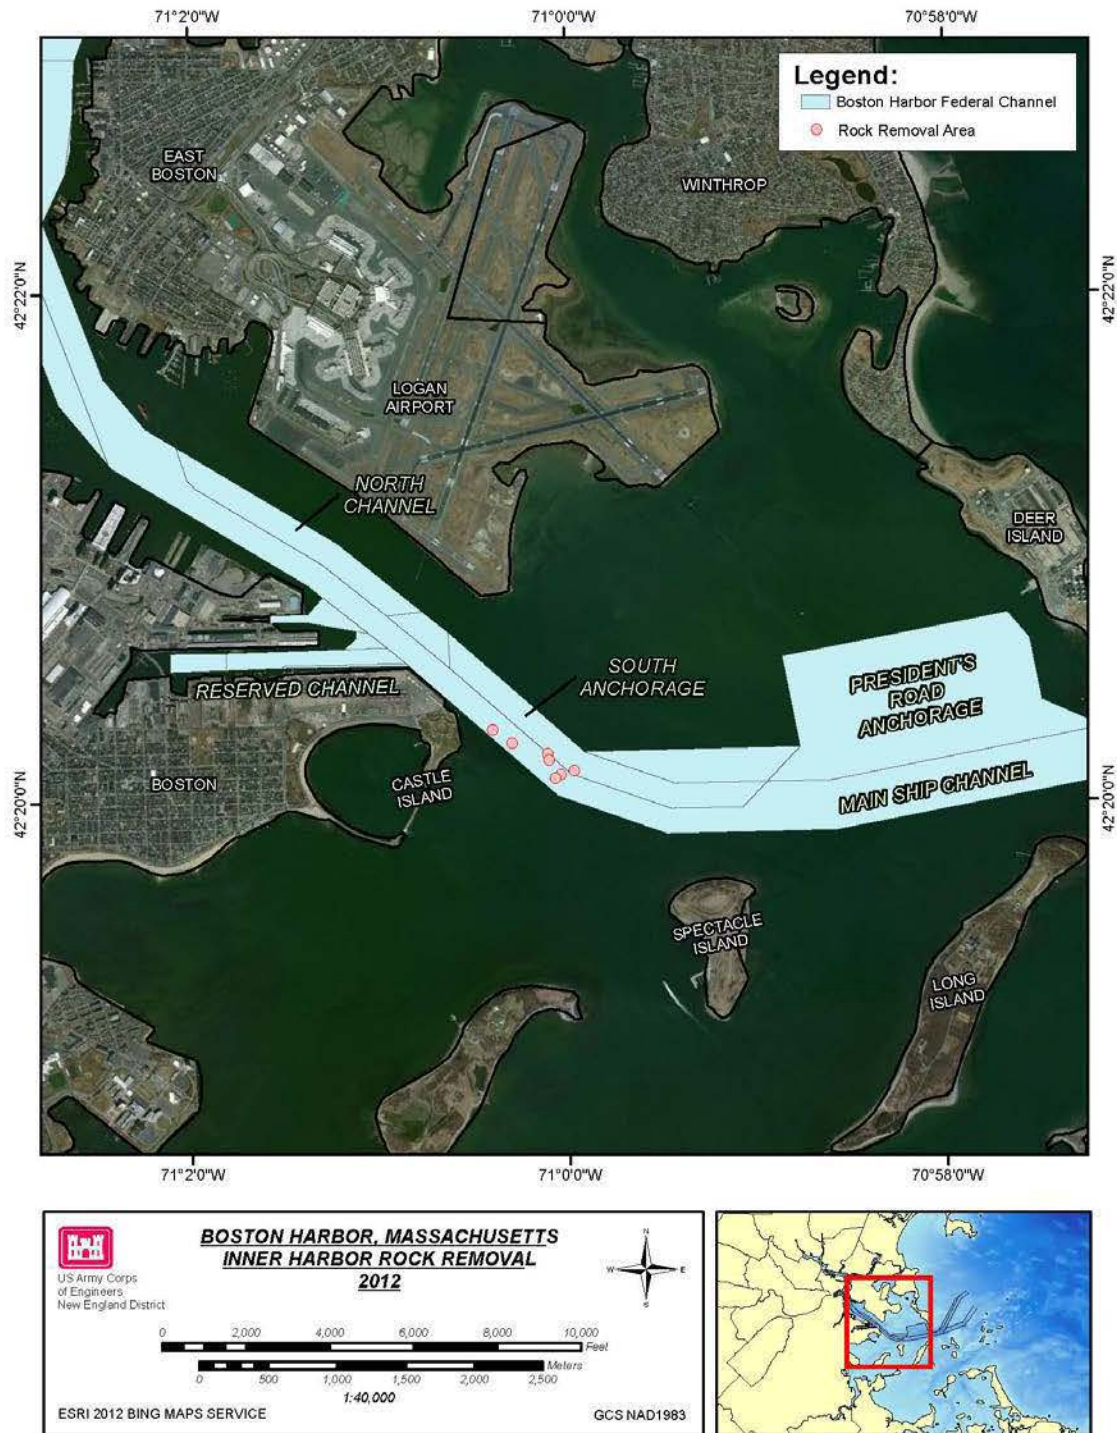 71°2'0"W
71°0'0"W
70°58'0"W
Legend:
Boston Harbor Federal Channel
Rock Removal Area
EAST
BOSTON
WINTHROP
42°22'0"N
42°22'0"N
LOGAN
AIRPORT
NORTH
CHANNEL
DEER
ISLAND
SOUTH
ANCHORAGE
RESERVED CHANNEL
PRESIDENT'S
ROAD
ANCHORAGE
BOSTON
CASTLE
ISLAND
MAIN SHIP CHANNEL
42°20'0"N
42°20'0"N
SPECTACLE
ISLAND
LONG
ISLAND
71°2'0"W
71°0'0"W
70°58'0"W
US Army Corps
of Engineers
New England District
BOSTON HARBOR, MASSACHUSETTS
INNER HARBOR ROCK REMOVAL
2012
N
W
E
S
0 2,000 4,000 6,000 8,000 10,000
Feet
Meters
0 500 1,000 1,500 2,000 2,500
1:40,000
ESRI 2012 BING MAPS SERVICE
GCS NAD1983